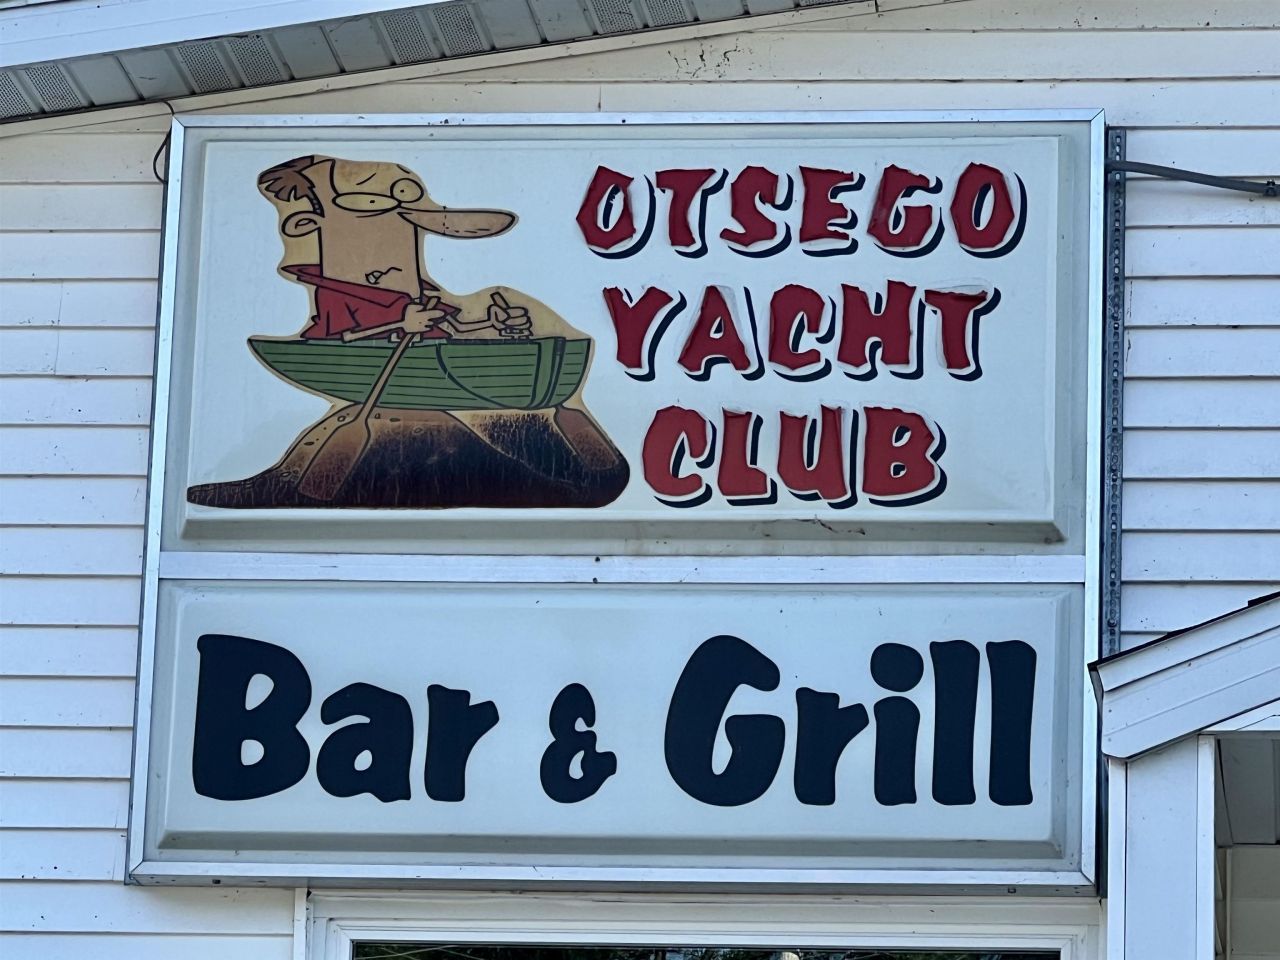 OTSEGO
YACHT
CLUB
Bar & Grill